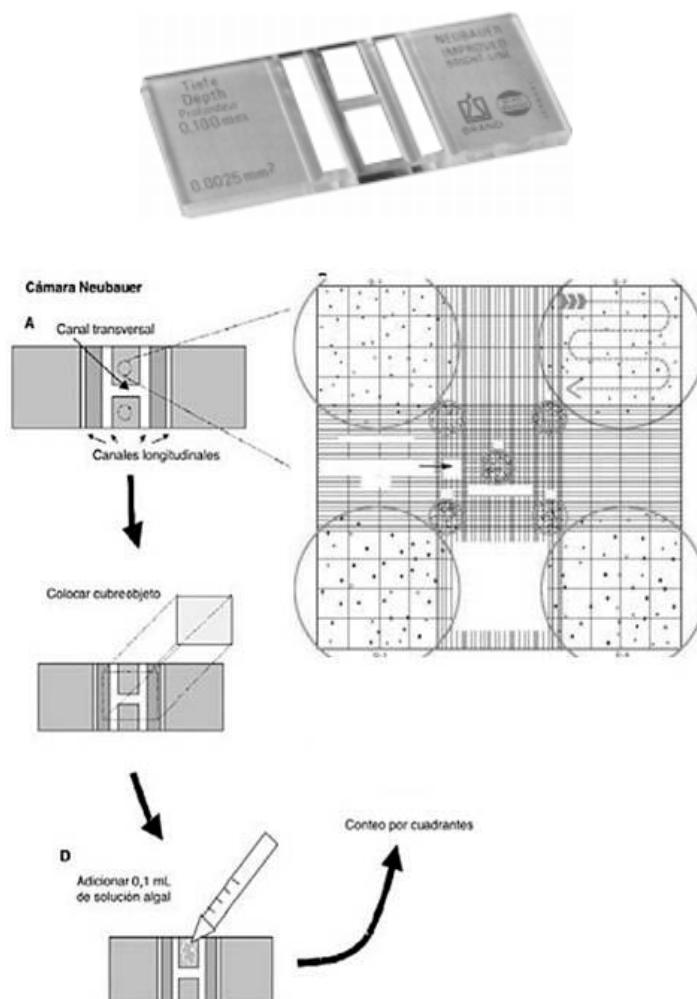 Tiefe
Depth
Profondeur
0.100 mm
0.0025 mm²
NEUBAUER
IMPROVED
BRIGHT-LINE
BRAND
Cámara Neubauer
A
Canal transversal
Canales longitudinales
Colocar cubreobjeto
D
Adicionar 0,1 mL
de solución algal
Conteo por cuadrantes